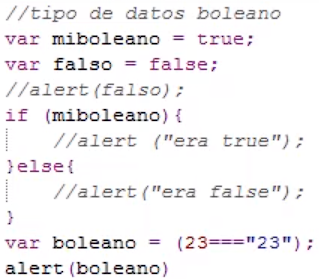 //tipo de datos boleano
var miboleano = true;
var falso = false;
//alert(falso);
if (miboleano){
//alert ("era true");
}else{
//alert("era false");
}
var boleano = (23==="23");
alert(boleano)